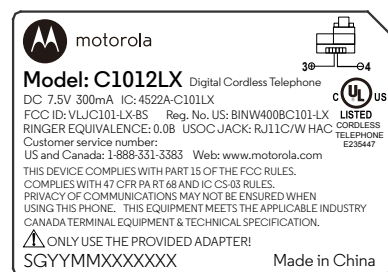 motorola
3⊕ ⊖4
Model: C1012LX Digital Cordless Telephone
DC 7.5V 300mA IC: 4522A-C101LX
FCC ID: VLJC101-LX-BS Reg. No. US: BINW400BC101-LX
RINGER EQUIVALENCE: 0.0B USOC JACK: RJ11C/W HAC
C UL US
LISTED
CORDLESS
TELEPHONE
E235447
Customer service number:
US and Canada: 1-888-331-3383 Web: www.motorola.com
THIS DEVICE COMPLIES WITH PART 15 OF THE FCC RULES.
COMPLIES WITH 47 CFR PA RT 68 AND IC CS-03 RULES.
PRIVACY OF COMMUNICATIONS MAY NOT BE ENSURED WHEN
USING THIS PHONE. THIS EQUIPMENT MEETS THE APPLICABLE INDUSTRY
CANADA TERMINAL EQUIPMENT & TECHNICAL SPECIFICATION.
ONLY USE THE PROVIDED ADAPTER!
SGYYMMXXXXXXX Made in China